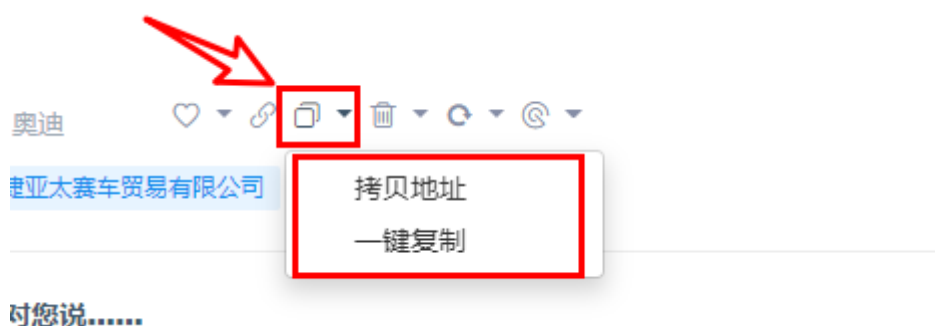 奥迪
捷亚太赛车贸易有限公司
拷贝地址
一键复制
对您说......